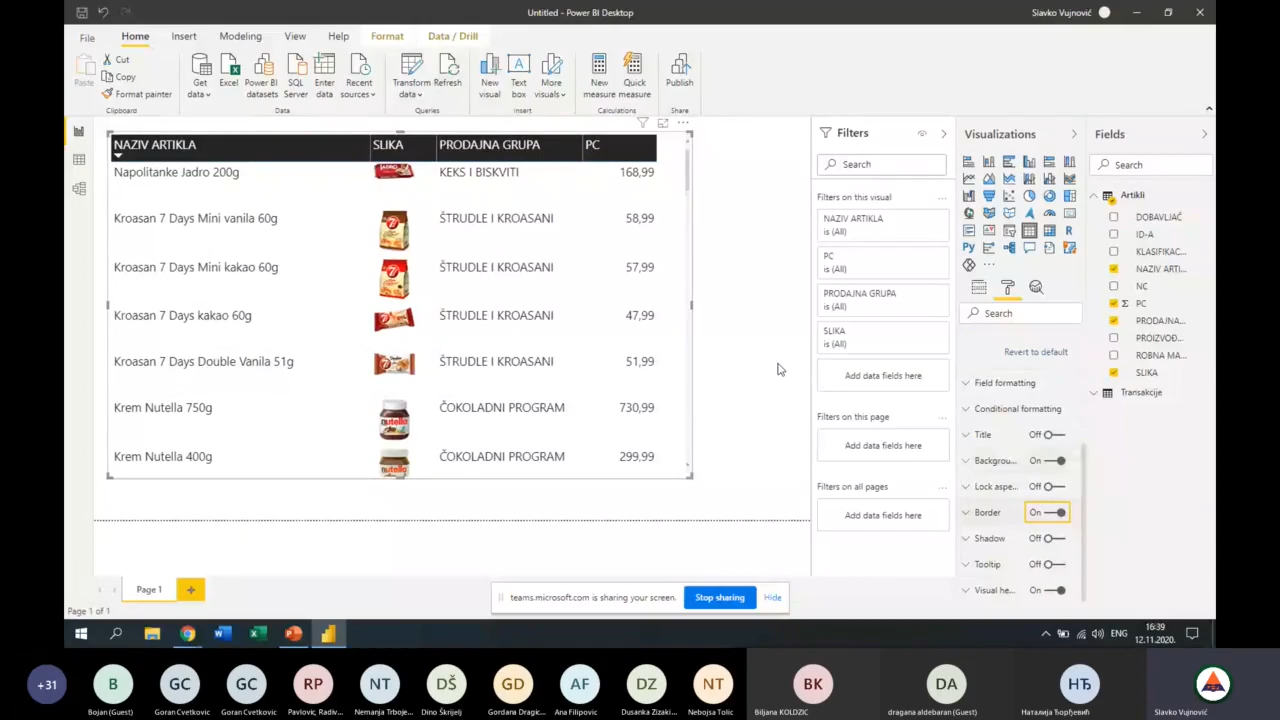 Untitled - Power BI Desktop
Slavko Vujnović
File
Home
Insert
Modeling
View
Help
Format
Data / Drill
Paste
Cut
Copy
Format painter
Clipboard
Get data
Excel
Power BI datasets
SQL Server
Enter data
Recent sources
Data
Transform data
Refresh
Queries
New visual
Text box
More visuals
Insert
New measure
Quick measure
Calculations
Publish
Share
NAZIV ARTIKLA SLIKA PRODAJNA GRUPA PC
Napolitanke Jadro 200g KEKS I BISKVITI 168,99
Kroasan 7 Days Mini vanila 60g ŠTRUDLE I KROASANI 58,99
Kroasan 7 Days Mini kakao 60g ŠTRUDLE I KROASANI 57,99
Kroasan 7 Days kakao 60g ŠTRUDLE I KROASANI 47,99
Kroasan 7 Days Double Vanila 51g ŠTRUDLE I KROASANI 51,99
Krem Nutella 750g nutella ČOKOLADNI PROGRAM 730,99
Krem Nutella 400g nutella ČOKOLADNI PROGRAM 299,99
Filters
Search
Filters on this visual
NAZIV ARTIKLA
is (All)
PC
is (All)
PRODAJNA GRUPA
is (All)
SLIKA
is (All)
Add data fields here
Filters on this page
Add data fields here
Filters on all pages
Add data fields here
Visualizations
R
Py
Search
Revert to default
Field formatting
Conditional formatting
Title Off
Backgrou... On
Lock aspe... Off
Border On
Shadow Off
Tooltip Off
Visual he... On
Fields
Search
Artikli
DOBAVLJAČ
ID-A
KLASIFIKAC...
NAZIV ARTI...
NC
Σ PC
PRODAJNA...
PROIZVOĐ...
ROBNA MA...
SLIKA
Transakcije
Page 1
Page 1 of 1
teams.microsoft.com is sharing your screen.
Stop sharing
Hide
ENG
16:39
12.11.2020.
+31
B
GC
GC
RP
NT
DŠ
GD
AF
DZ
NT
BK
DA
НЂ
Bojan (Guest)
Goran Cvetkovic
Goran Cvetkovic
Pavlovic, Radiv...
Nemanja Trboje...
Dino Škrijelj
Gordana Dragic...
Ana Filipovic
Dusanka Zizaki...
Nebojsa Tolic
Biljana KOLDZIC
dragana aldebaran (Guest)
Наталија Ђорђевић
Slavko Vujnović